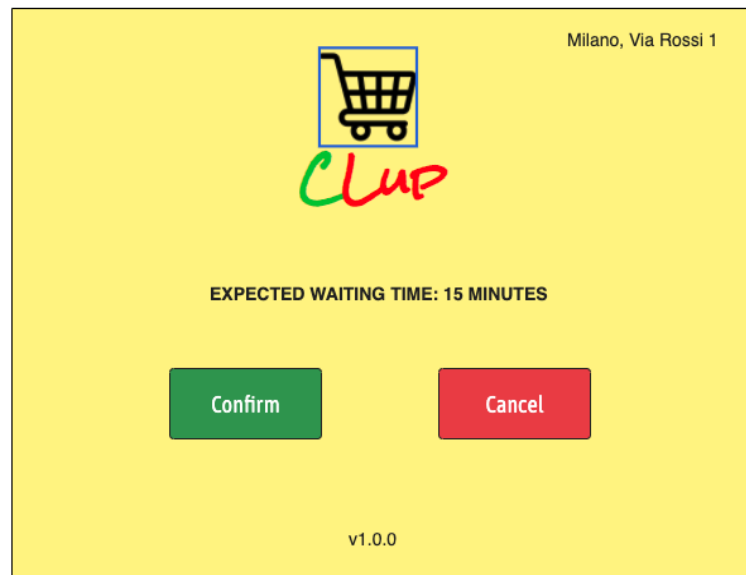 Milano, Via Rossi 1
CLup
EXPECTED WAITING TIME: 15 MINUTES
Confirm
Cancel
v1.0.0